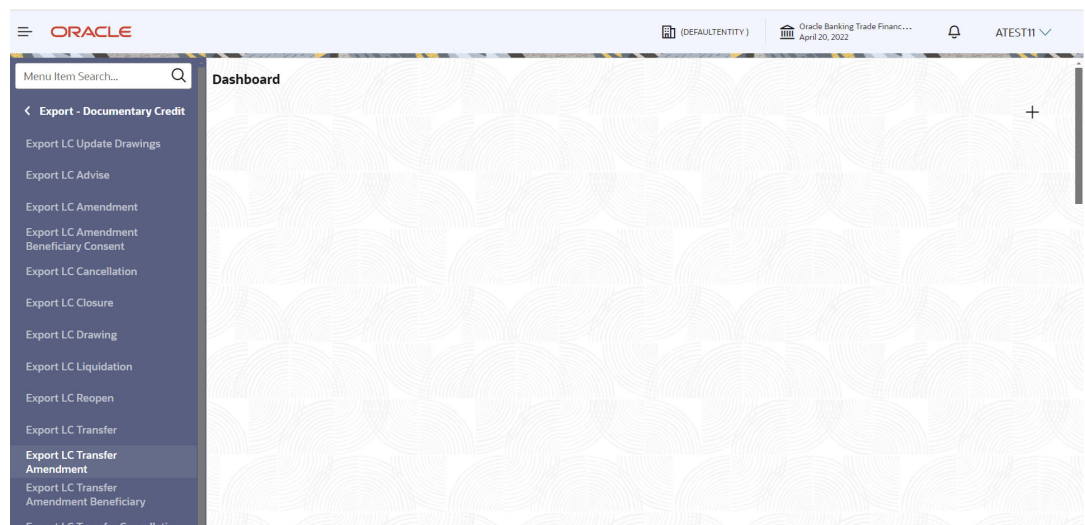 ORACLE
(DEFAULTENTITY )
Oracle Banking Trade Financ...
April 20, 2022
ATEST11
Menu Item Search...
Dashboard
Export - Documentary Credit
Export LC Update Drawings
Export LC Advise
Export LC Amendment
Export LC Amendment
Beneficiary Consent
Export LC Cancellation
Export LC Closure
Export LC Drawing
Export LC Liquidation
Export LC Reopen
Export LC Transfer
Export LC Transfer
Amendment
Export LC Transfer
Amendment Beneficiary